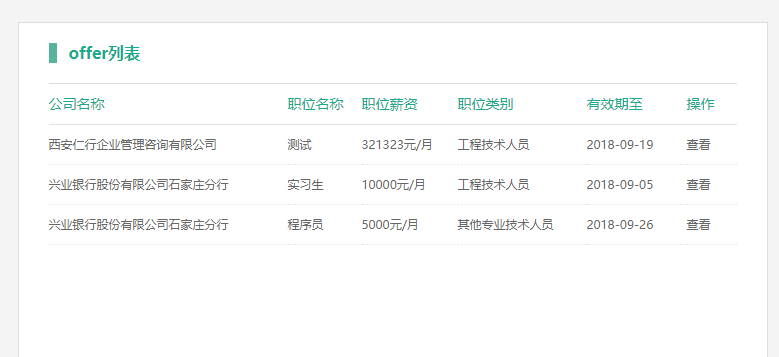 offer列表
公司名称 职位名称 职位薪资 职位类别 有效期至 操作
西安仁行企业管理咨询有限公司 测试 321323元/月 工程技术人员 2018-09-19 查看
兴业银行股份有限公司石家庄分行 实习生 10000元/月 工程技术人员 2018-09-05 查看
兴业银行股份有限公司石家庄分行 程序员 5000元/月 其他专业技术人员 2018-09-26 查看